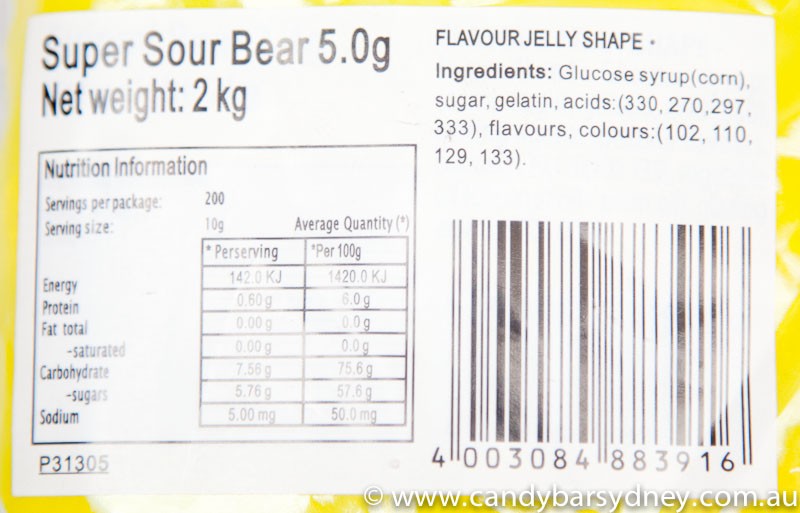 Super Sour Bear 5.0g
Net weight: 2 kg
FLAVOUR JELLY SHAPE ·
Ingredients: Glucose syrup(corn),
sugar, gelatin, acids:(330, 270,297,
333), flavours, colours:(102, 110,
129, 133).
Nutrition Information
Servings per package: 200
Serving size: 10g Average Quantity (*)
* Perserving *Per 100g
Energy 142.0 KJ 1420.0 KJ
Protein 0.60 g 6.0 g
Fat total 0.00 g 0.0 g
-saturated 0.00 g 0.0 g
Carbohydrate 7.56 g 75.6 g
-sugars 5.76 g 57.6 g
Sodium 5.00 mg 50.0 mg
P31305
4 003084 883916
© www.candybarsydney.com.au